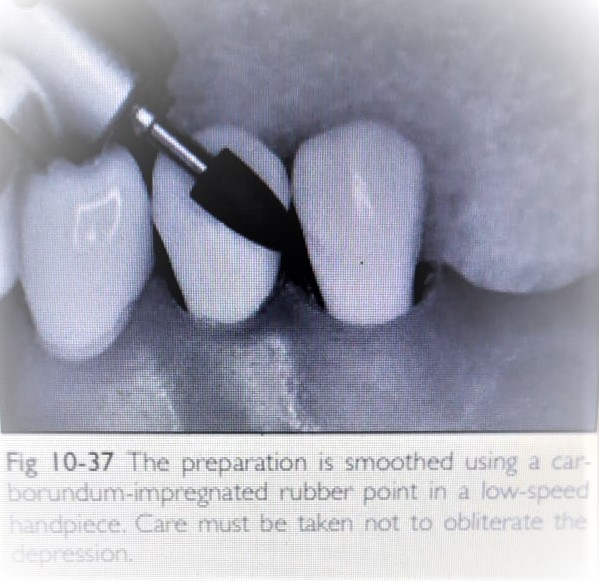 Fig 10-37 The preparation is smoothed using a car-
borundum-impregnated rubber point in a low-speed
handpiece. Care must be taken not to obliterate the
depression.